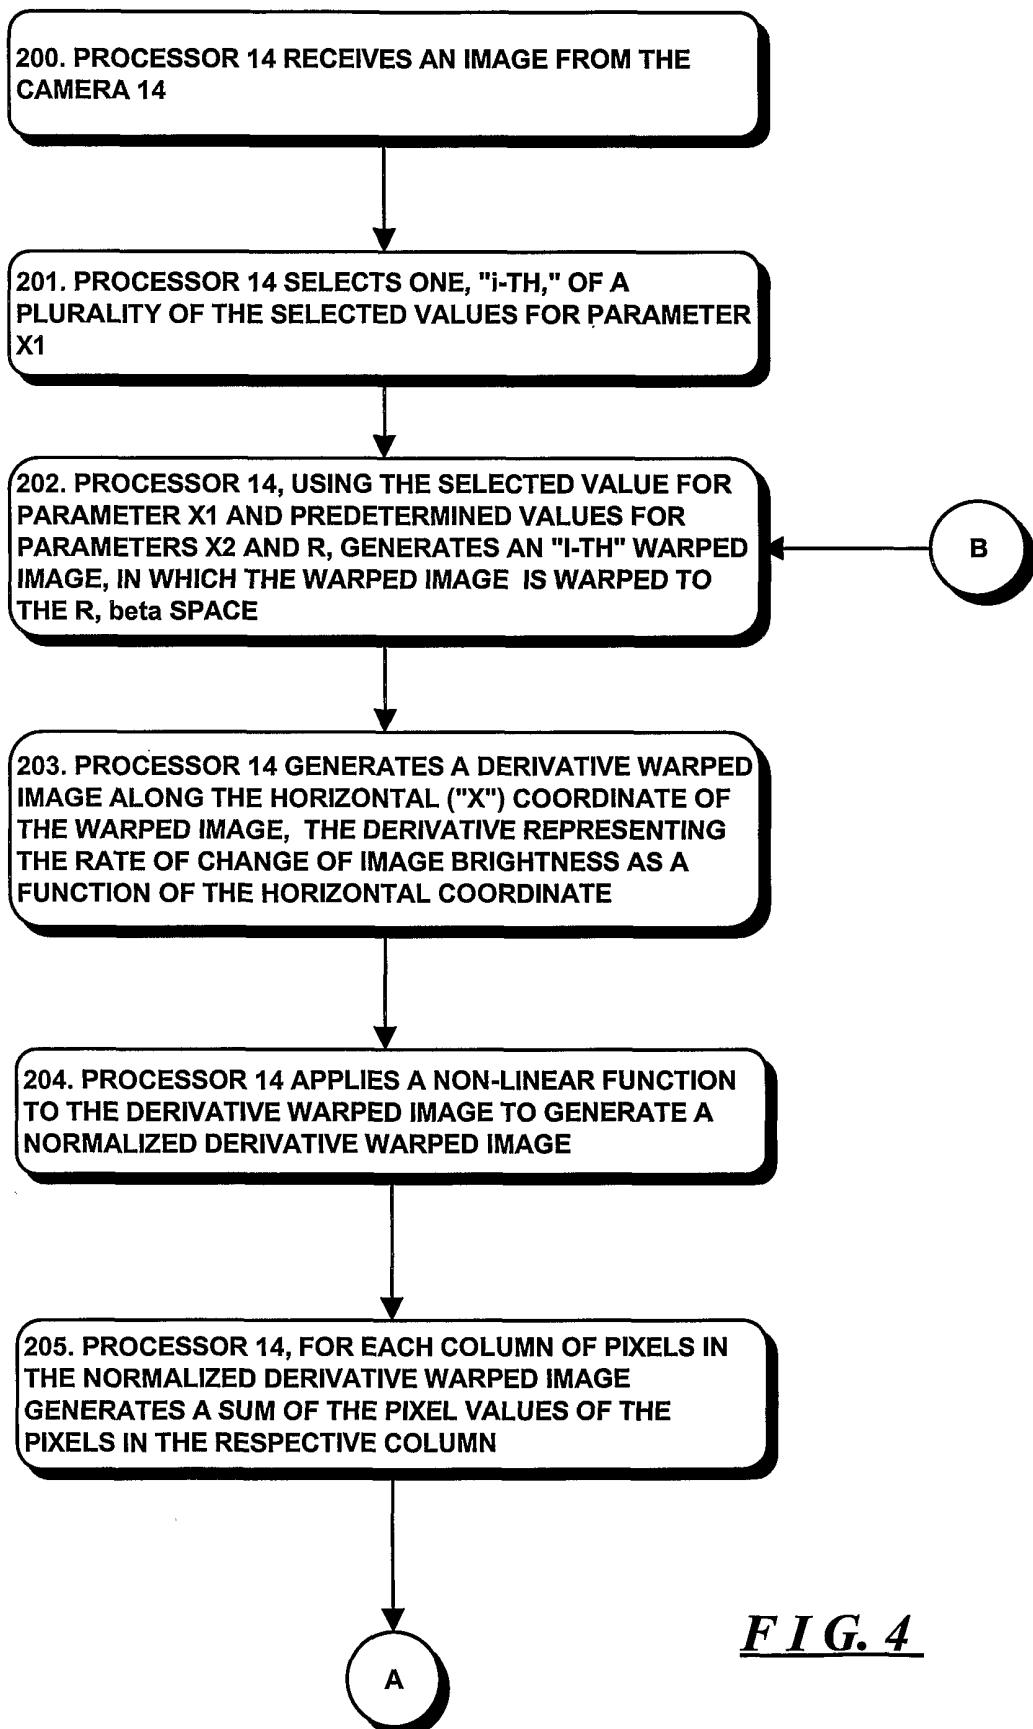 200. PROCESSOR 14 RECEIVES AN IMAGE FROM THE
CAMERA 14
201. PROCESSOR 14 SELECTS ONE, "i-TH," OF A
PLURALITY OF THE SELECTED VALUES FOR PARAMETER
X1
202. PROCESSOR 14, USING THE SELECTED VALUE FOR
PARAMETER X1 AND PREDETERMINED VALUES FOR
PARAMETERS X2 AND R, GENERATES AN "I-TH" WARPED
IMAGE, IN WHICH THE WARPED IMAGE IS WARPED TO
THE R, beta SPACE
B
203. PROCESSOR 14 GENERATES A DERIVATIVE WARPED
IMAGE ALONG THE HORIZONTAL ("X") COORDINATE OF
THE WARPED IMAGE, THE DERIVATIVE REPRESENTING
THE RATE OF CHANGE OF IMAGE BRIGHTNESS AS A
FUNCTION OF THE HORIZONTAL COORDINATE
204. PROCESSOR 14 APPLIES A NON-LINEAR FUNCTION
TO THE DERIVATIVE WARPED IMAGE TO GENERATE A
NORMALIZED DERIVATIVE WARPED IMAGE
205. PROCESSOR 14, FOR EACH COLUMN OF PIXELS IN
THE NORMALIZED DERIVATIVE WARPED IMAGE
GENERATES A SUM OF THE PIXEL VALUES OF THE
PIXELS IN THE RESPECTIVE COLUMN
A
FIG. 4